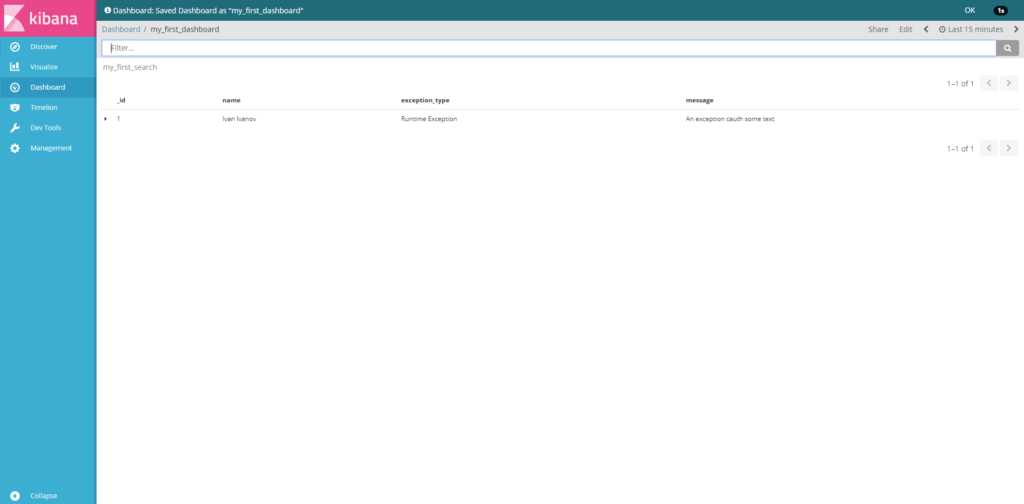 kibana
Dashboard: Saved Dashboard as "my_first_dashboard" OK 1s
Dashboard / my_first_dashboard Share Edit Last 15 minutes
Filter...
my_first_search
1–1 of 1
_id name exception_type message
1 Ivan Ivanov Runtime Exception An exception cauth some text
1–1 of 1
Discover
Visualize
Dashboard
Timelion
Dev Tools
Management
Collapse